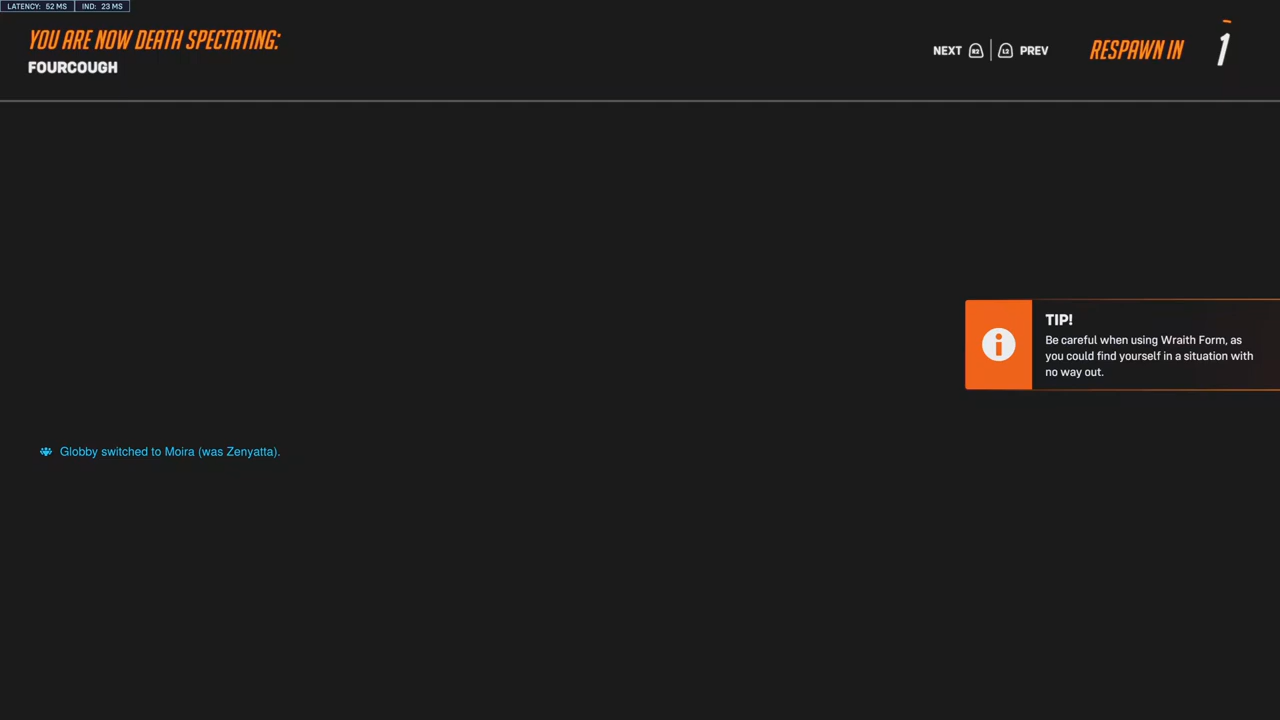 LATENCY: 52 MS IND: 23 MS
YOU ARE NOW DEATH SPECTATING:
FOURCOUGH
NEXT R2 L2 PREV
RESPAWN IN 1
TIP!
Be careful when using Wraith Form, as
you could find yourself in a situation with
no way out.
Globby switched to Moira (was Zenyatta).